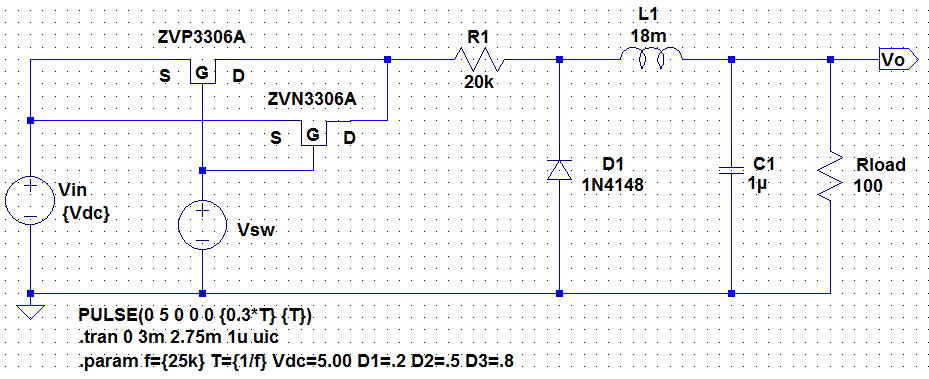 L1
18m
ZVP3306A
R1
20k
S G D
Vo
ZVN3306A
S G D
D1
1N4148
C1
1µ
Rload
100
+
Vin
{Vdc}
+
Vsw
PULSE(0 5 0 0 0 {0.3*T} {T})
.tran 0 3m 2.75m 1u uic
.param f={25k} T={1/f} Vdc=5.00 D1=.2 D2=.5 D3=.8